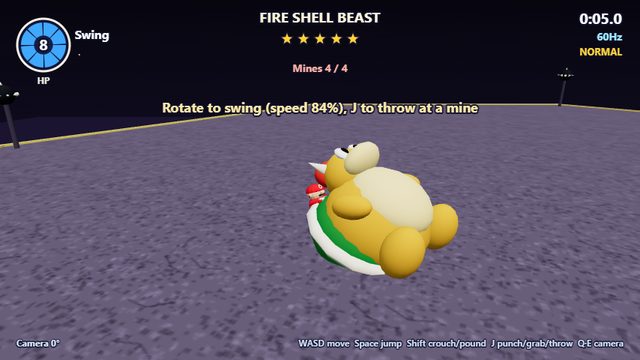 FIRE SHELL BEAST
★ ★ ★ ★ ★
0:05.0
8
Swing
60Hz
NORMAL
HP
Mines 4 / 4
Rotate to swing (speed 84%), J to throw at a mine
Camera 0°
WASD move Space jump Shift crouch/pound J punch/grab/throw Q-E camera